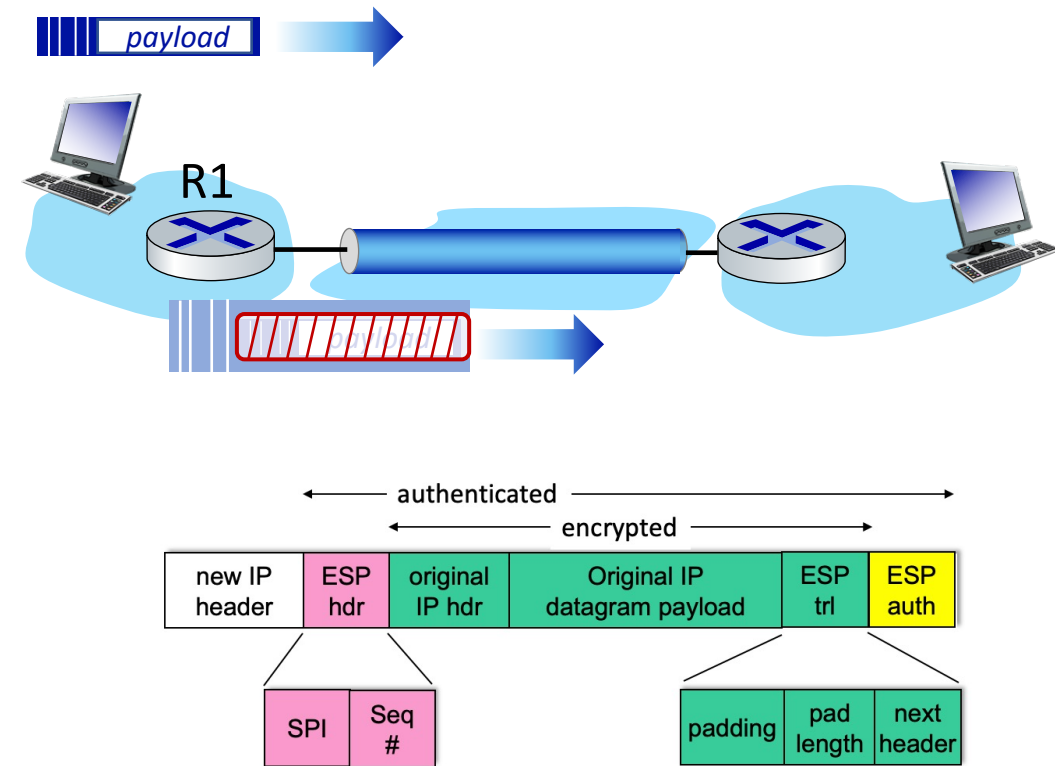 payload
R1
payload
authenticated
encrypted
new IP
header
ESP
hdr
original
IP hdr
Original IP
datagram payload
ESP
trl
ESP
auth
SPI
Seq
#
padding
pad
length
next
header